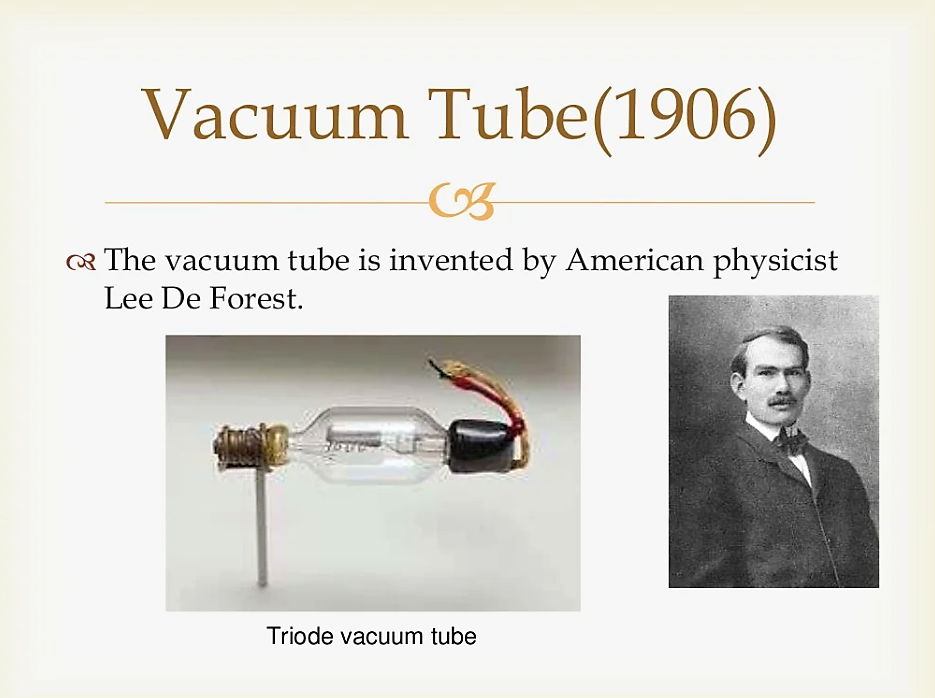 Vacuum Tube(1906)
The vacuum tube is invented by American physicist
Lee De Forest.
Triode vacuum tube